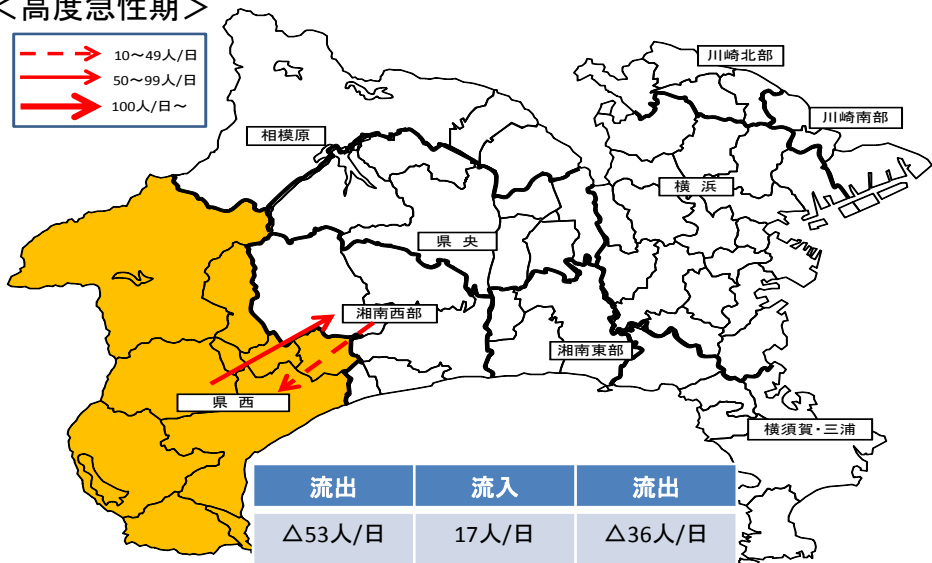 ＜高度急性期＞
10～49人/日
50～99人/日
100人/日～
川崎北部
川崎南部
相模原
横浜
県央
湘南西部
湘南東部
県西
横須賀・三浦
流出 流入 流出
△53人/日 17人/日 △36人/日